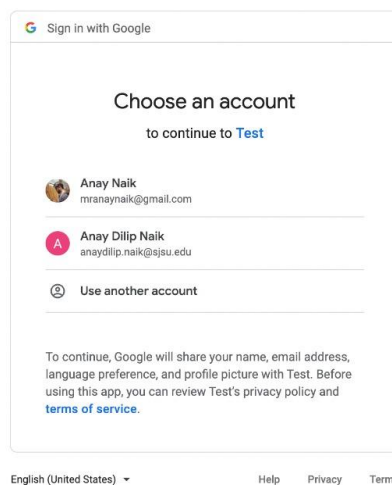 Sign in with Google
Choose an account
to continue to Test
Anay Naik
mranaynaik@gmail.com
A
Anay Dilip Naik
anaydilip.naik@sjsu.edu
Use another account
To continue, Google will share your name, email address,
language preference, and profile picture with Test. Before
using this app, you can review Test's privacy policy and
terms of service.
English (United States) Help Privacy Term